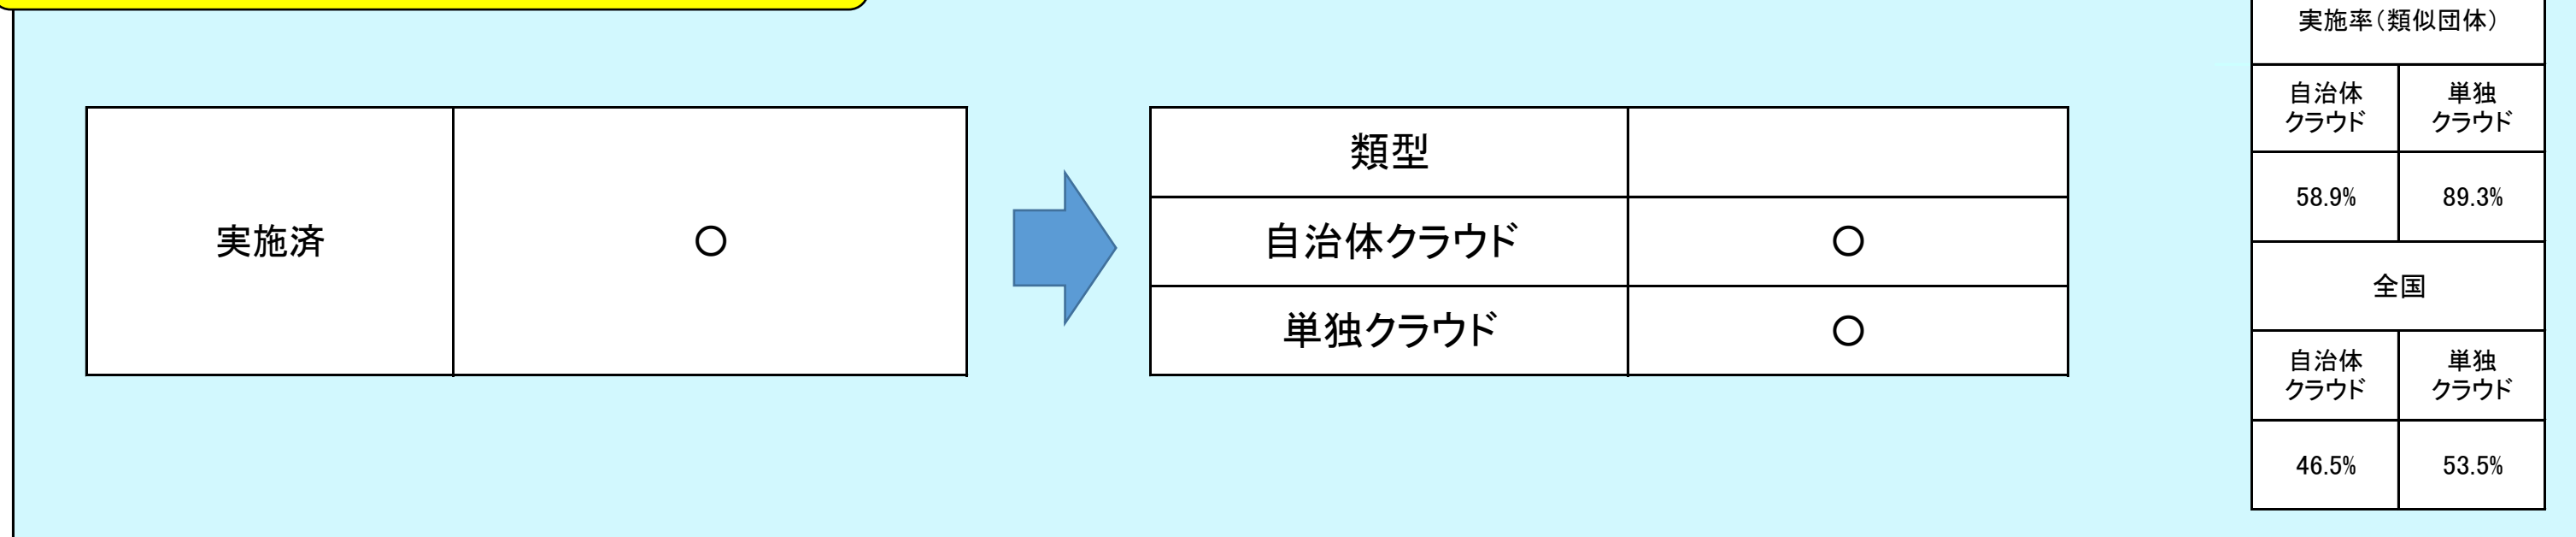 実施済
○
類型
自治体クラウド
○
単独クラウド
○
実施率(類似団体)
自治体
クラウド
単独
クラウド
58.9%
89.3%
全国
自治体
クラウド
単独
クラウド
46.5%
53.5%